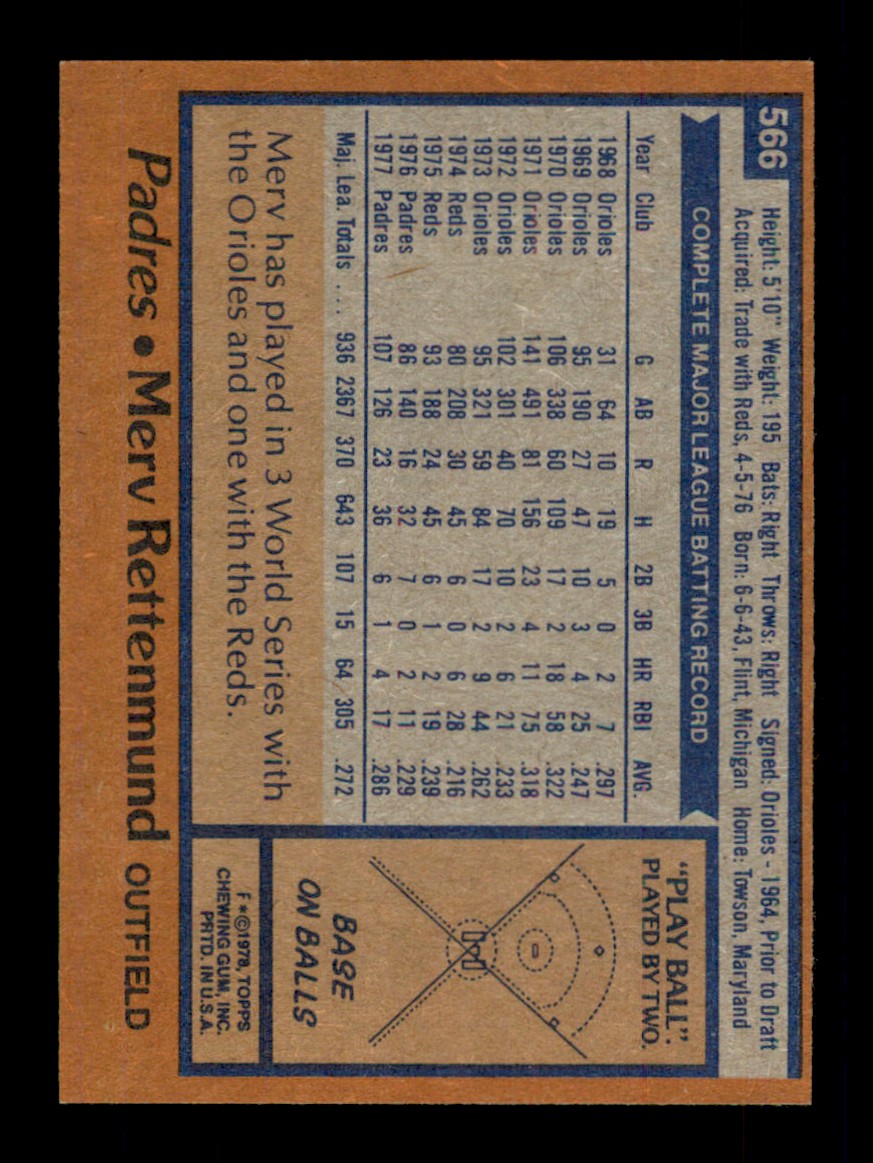 566
Height: 5'10" Weight: 195 Bats: Right Throws: Right Signed: Orioles - 1964, Prior to Draft
Acquired: Trade with Reds, 4-5-76 Born: 6-6-43, Flint, Michigan Home: Towson, Maryland
COMPLETE MAJOR LEAGUE BATTING RECORD
Year Club G AB R H 2B 3B HR RBI AVG.
1968 Orioles 31 64 10 19 5 0 2 7 .297
1969 Orioles 95 190 27 47 10 3 4 25 .247
1970 Orioles 106 338 60 109 17 2 18 58 .322
1971 Orioles 141 491 81 156 23 4 11 75 .318
1972 Orioles 102 301 40 70 10 2 6 21 .233
1973 Orioles 95 321 59 84 17 2 9 44 .262
1974 Reds 80 208 30 45 6 0 6 28 .216
1975 Reds 93 188 24 45 6 1 2 19 .239
1976 Padres 86 140 16 32 7 0 2 11 .229
1977 Padres 107 126 23 36 6 1 4 17 .286
Maj. Lea. Totals .... 936 2367 370 643 107 15 64 305 .272
Merv has played in 3 World Series with
the Orioles and one with the Reds.
"PLAY BALL".
PLAYED BY TWO.
BASE
ON BALLS
F*©1978, TOPPS
CHEWING GUM, INC.
PRTD. IN U.S.A.
Padres • Merv Rettenmund OUTFIELD